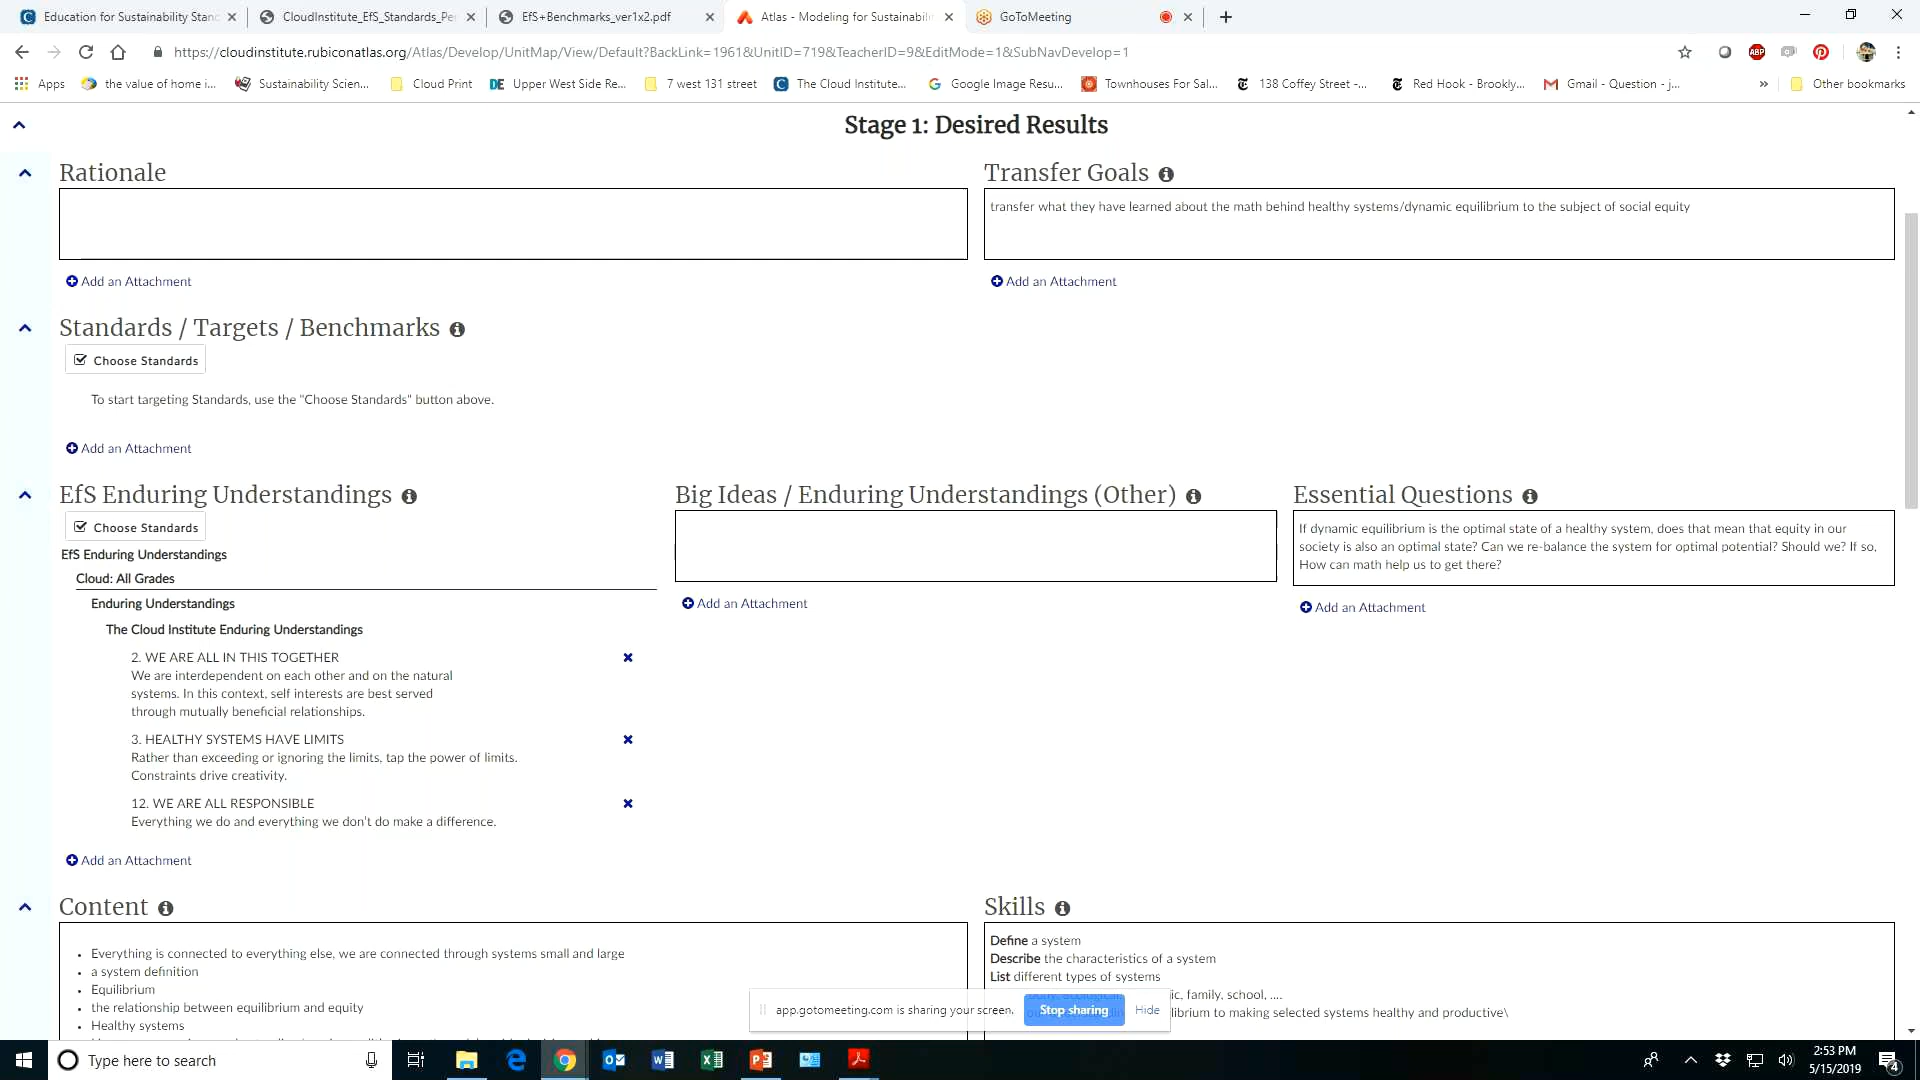 Education for Sustainability Stand
CloudInstitute_EfS_Standards_Pe
EfS+Benchmarks_ver1x2.pdf
Atlas - Modeling for Sustainabili
GoToMeeting
https://cloudinstitute.rubiconatlas.org/Atlas/Develop/UnitMap/View/Default?BackLink=1961&UnitID=719&TeacherID=9&EditMode=1&SubNavDevelop=1
ABP
Apps
the value of home i...
Sustainability Scien...
Cloud Print
DE Upper West Side Re...
7 west 131 street
The Cloud Institute...
Google Image Resu...
Townhouses For Sal...
138 Coffey Street -...
Red Hook - Brookly...
Gmail - Question - j...
»
Other bookmarks
Stage 1: Desired Results
Rationale
Add an Attachment
Transfer Goals
transfer what they have learned about the math behind healthy systems/dynamic equilibrium to the subject of social equity
Add an Attachment
Standards / Targets / Benchmarks
Choose Standards
To start targeting Standards, use the "Choose Standards" button above.
Add an Attachment
EfS Enduring Understandings
Choose Standards
EfS Enduring Understandings
Cloud: All Grades
Enduring Understandings
The Cloud Institute Enduring Understandings
2. WE ARE ALL IN THIS TOGETHER
We are interdependent on each other and on the natural
systems. In this context, self interests are best served
through mutually beneficial relationships.
3. HEALTHY SYSTEMS HAVE LIMITS
Rather than exceeding or ignoring the limits, tap the power of limits.
Constraints drive creativity.
12. WE ARE ALL RESPONSIBLE
Everything we do and everything we don't do make a difference.
Add an Attachment
Big Ideas / Enduring Understandings (Other)
Add an Attachment
Essential Questions
If dynamic equilibrium is the optimal state of a healthy system, does that mean that equity in our
society is also an optimal state? Can we re-balance the system for optimal potential? Should we? If so,
How can math help us to get there?
Add an Attachment
Content
• Everything is connected to everything else, we are connected through systems small and large
• a system definition
• Equilibrium
• the relationship between equilibrium and equity
• Healthy systems
Skills
Define a system
Describe the characteristics of a system
List different types of systems
ic, family, school, ....
librium to making selected systems healthy and productive\
app.gotomeeting.com is sharing your screen.
Stop sharing
Hide
Type here to search
2:53 PM
5/15/2019
4